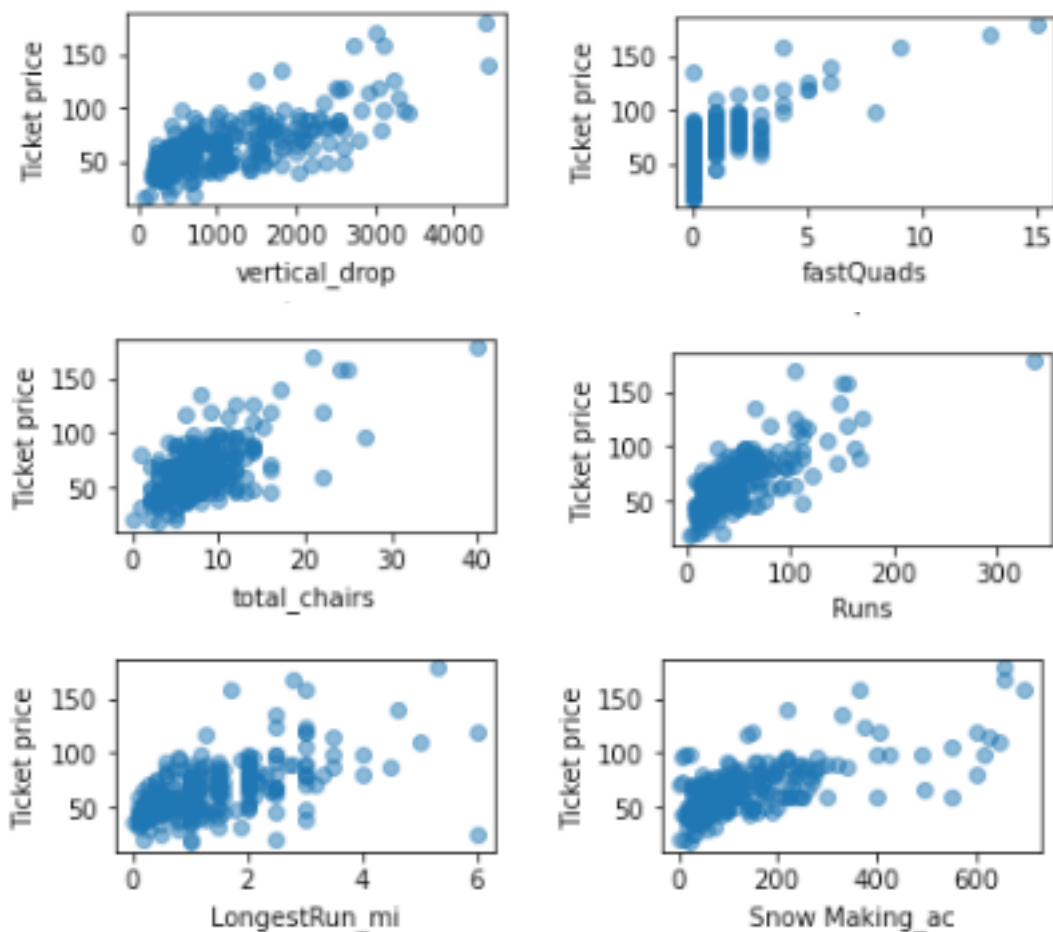 Ticket price
150
100
50
0 1000 2000 3000 4000
vertical_drop
Ticket price
150
100
50
0 5 10 15
fastQuads
Ticket price
150
100
50
0 10 20 30 40
total_chairs
Ticket price
150
100
50
0 100 200 300
Runs
Ticket price
150
100
50
0 2 4 6
LongestRun_mi
Ticket price
150
100
50
0 200 400 600
Snow Making_ac